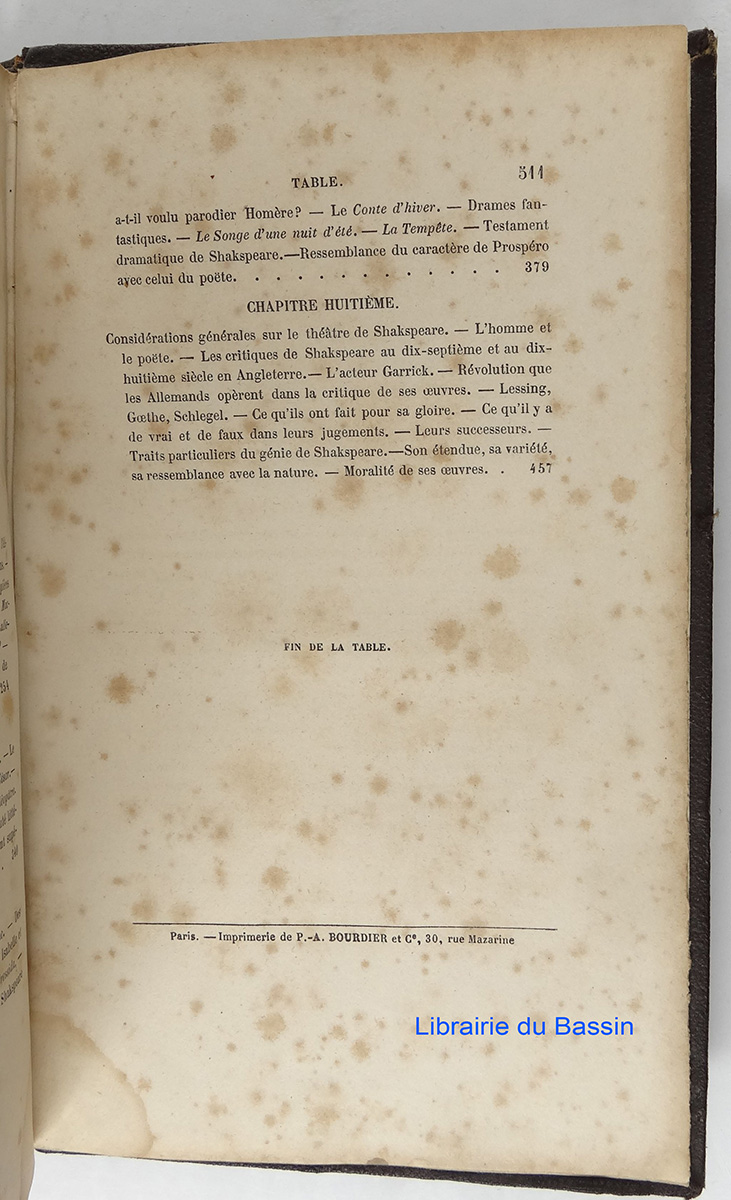 TABLE. 511
a-t-il voulu parodier Homère? — Le Conte d'hiver. — Drames fan-
tastiques. — Le Songe d'une nuit d'été. — La Tempête. — Testament
dramatique de Shakspeare.—Ressemblance du caractère de Prospéro
avec celui du poëte. . . . . . . . . . . . . 379
CHAPITRE HUITIÈME.
Considérations générales sur le théâtre de Shakspeare. — L'homme et
le poëte. — Les critiques de Shakspeare au dix-septième et au dix-
huitième siècle en Angleterre.— L'acteur Garrick. — Révolution que
les Allemands opèrent dans la critique de ses œuvres. — Lessing,
Gœthe, Schlegel. — Ce qu'ils ont fait pour sa gloire. — Ce qu'il y a
de vrai et de faux dans leurs jugements. — Leurs successeurs. —
Traits particuliers du génie de Shakspeare.—Son étendue, sa variété,
sa ressemblance avec la nature. — Moralité de ses œuvres. . 457
FIN DE LA TABLE.
Paris. — Imprimerie de P.-A. BOURDIER et Cᵉ, 30, rue Mazarine
Librairie du Bassin
de
254
— Le
Shakspeare